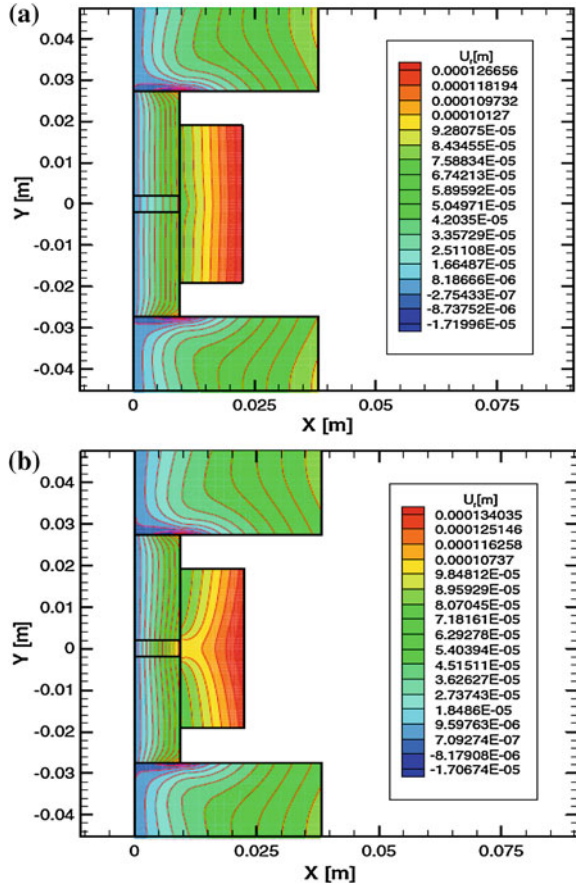 (a)
0.04
0.03
0.02
0.01
0
-0.01
-0.02
-0.03
-0.04
Y [m]
0
0.025
0.05
0.075
X [m]
Ur[m]
0.000126656
0.000118194
0.000109732
0.00010127
9.28075E-05
8.43455E-05
7.58834E-05
6.74213E-05
5.89592E-05
5.04971E-05
4.2035E-05
3.35729E-05
2.51108E-05
1.66487E-05
8.18666E-06
-2.75433E-07
-8.73752E-06
-1.71996E-05
(b)
0.04
0.03
0.02
0.01
0
-0.01
-0.02
-0.03
-0.04
Y [m]
0
0.025
0.05
0.075
X [m]
Ur[m]
0.000134035
0.000125146
0.000116258
0.00010737
9.84812E-05
8.95929E-05
8.07045E-05
7.18161E-05
6.29278E-05
5.40394E-05
4.51511E-05
3.62627E-05
2.73743E-05
1.8486E-05
9.59763E-06
7.09274E-07
-8.17908E-06
-1.70674E-05